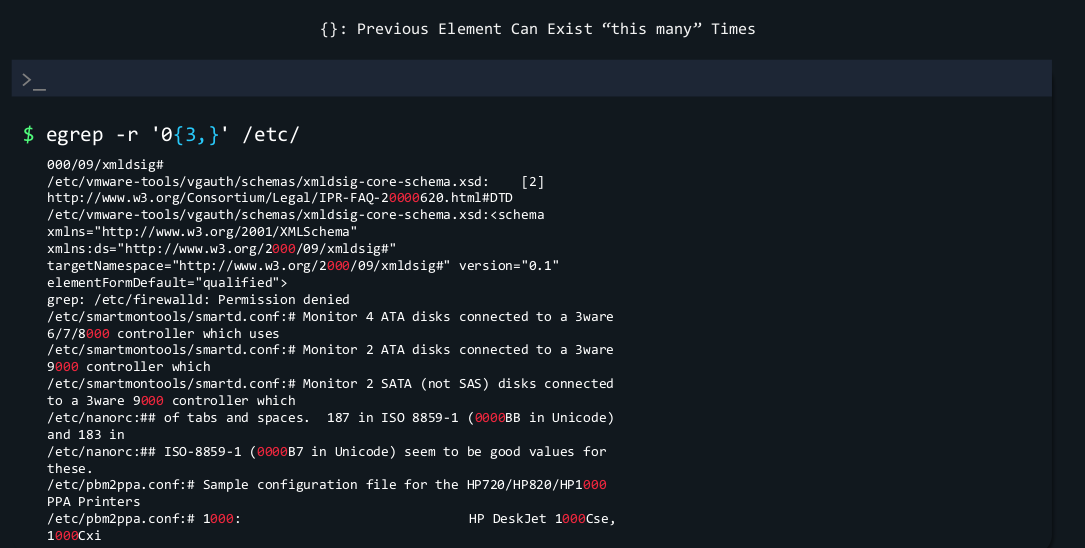 {}: Previous Element Can Exist “this many” Times
>_
$ egrep -r '0{3,}' /etc/
000/09/xmldsig#
/etc/vmware-tools/vgauth/schemas/xmldsig-core-schema.xsd:    [2]
http://www.w3.org/Consortium/Legal/IPR-FAQ-20000620.html#DTD
/etc/vmware-tools/vgauth/schemas/xmldsig-core-schema.xsd:<schema
xmlns="http://www.w3.org/2001/XMLSchema"
xmlns:ds="http://www.w3.org/2000/09/xmldsig#"
targetNamespace="http://www.w3.org/2000/09/xmldsig#" version="0.1"
elementFormDefault="qualified">
grep: /etc/firewalld: Permission denied
/etc/smartmontools/smartd.conf:# Monitor 4 ATA disks connected to a 3ware
6/7/8000 controller which uses
/etc/smartmontools/smartd.conf:# Monitor 2 ATA disks connected to a 3ware
9000 controller which
/etc/smartmontools/smartd.conf:# Monitor 2 SATA (not SAS) disks connected
to a 3ware 9000 controller which
/etc/nanorc:## of tabs and spaces.  187 in ISO 8859-1 (0000BB in Unicode)
and 183 in
/etc/nanorc:## ISO-8859-1 (0000B7 in Unicode) seem to be good values for
these.
/etc/pbm2ppa.conf:# Sample configuration file for the HP720/HP820/HP1000
PPA Printers
/etc/pbm2ppa.conf:# 1000:                             HP DeskJet 1000Cse,
1000Cxi